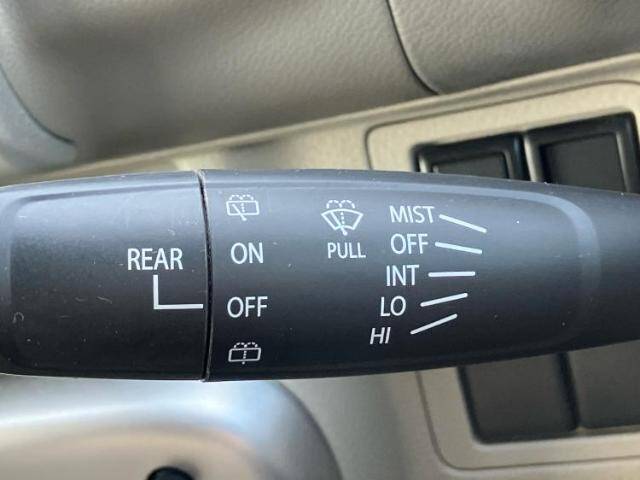 REAR
ON
OFF
PULL
MIST
OFF
INT
LO
HI